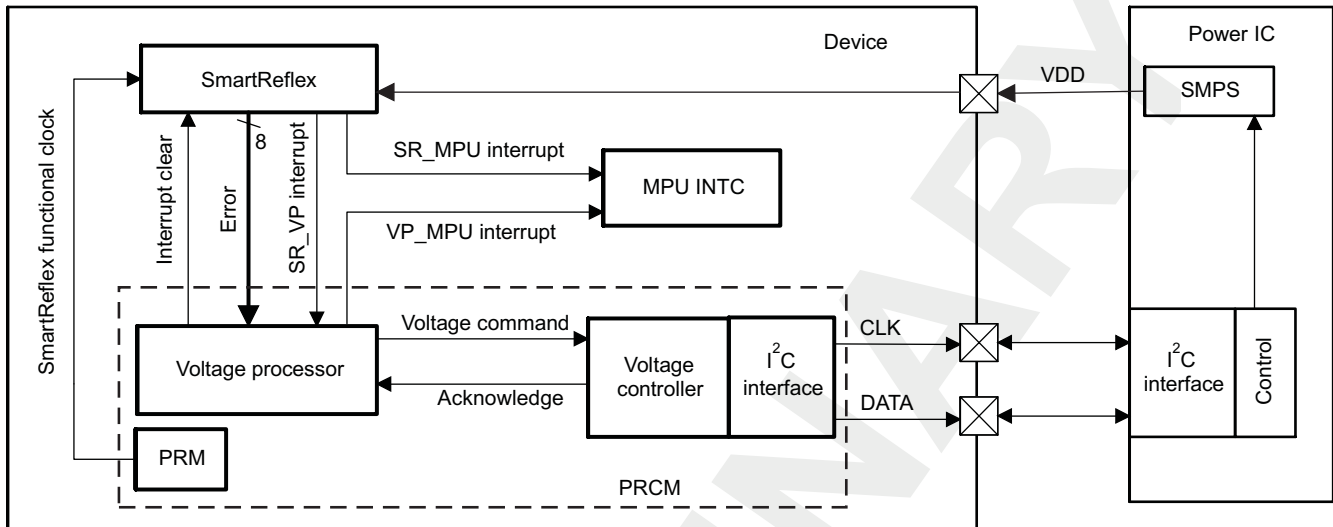 Device
Power IC
SmartReflex
VDD
SMPS
8
SmartReflex functional clock
Interrupt clear
Error
SR_VP interrupt
SR_MPU interrupt
MPU INTC
VP_MPU interrupt
Voltage processor
Voltage command
Acknowledge
Voltage
controller
I²C
interface
CLK
DATA
I²C
interface
Control
PRM
PRCM